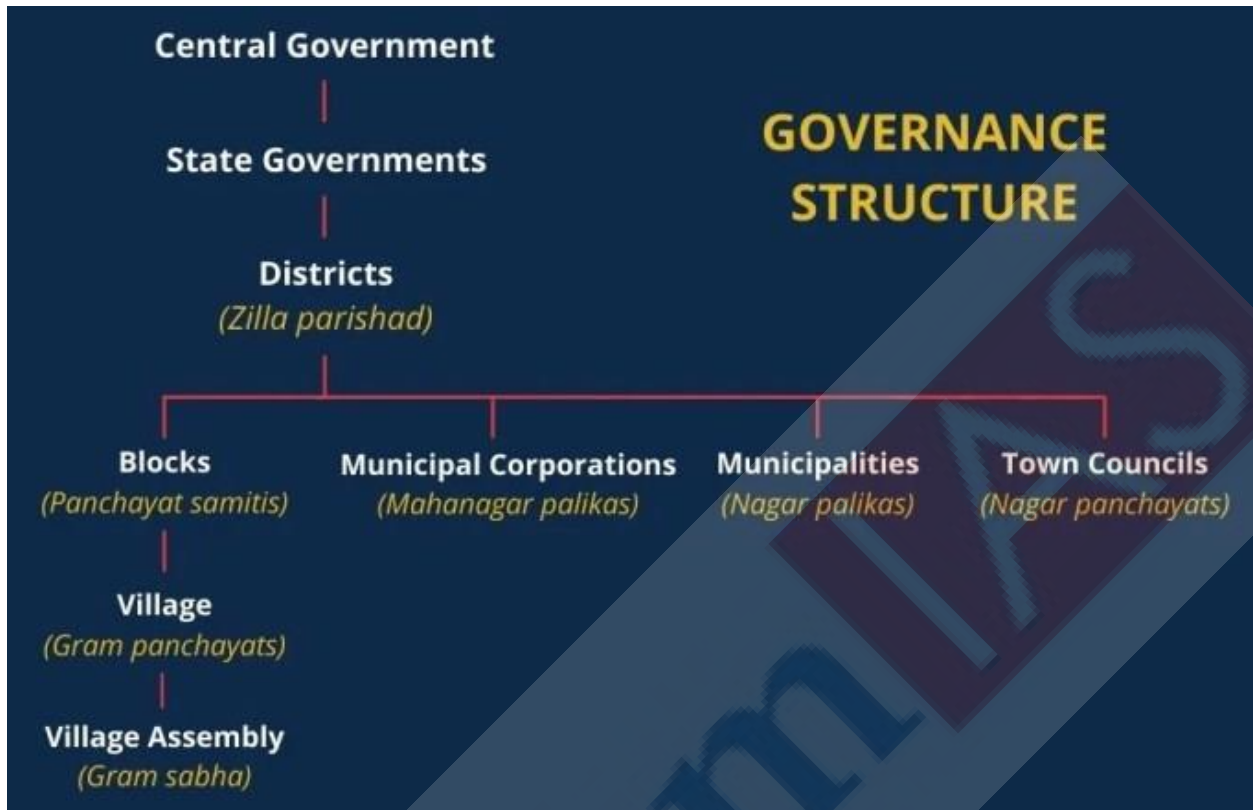 Central Government
GOVERNANCE
STRUCTURE
State Governments
Districts
(Zilla parishad)
Blocks
(Panchayat samitis)
Municipal Corporations
(Mahanagar palikas)
Municipalities
(Nagar palikas)
Town Councils
(Nagar panchayats)
Village
(Gram panchayats)
Village Assembly
(Gram sabha)
m IAS